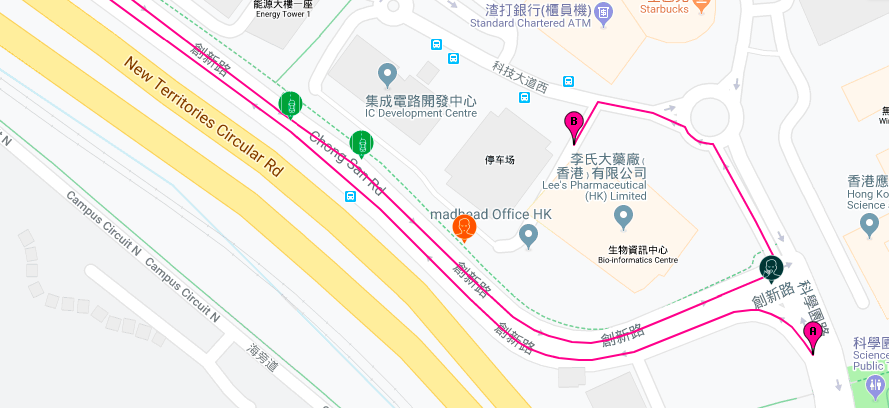 能源大樓一座
Energy Tower 1
渣打銀行(櫃員機)
Standard Chartered ATM
Starbucks
創新路
科技大道西
New Territories Circular Rd
集成電路開發中心
IC Development Centre
B
Chong San Rd
停车场
李氏大藥廠(
香港)有限公司
Lee's Pharmaceutical
(HK) Limited
香港應
Hong Ko
Science
Campus Circuit N
madhead Office HK
生物資訊中心
Bio-informatics Centre
創新路
Campus Circuit N
創新路
科學園路
創新路
創新路
A
海旁道
科學園
Science
Public T